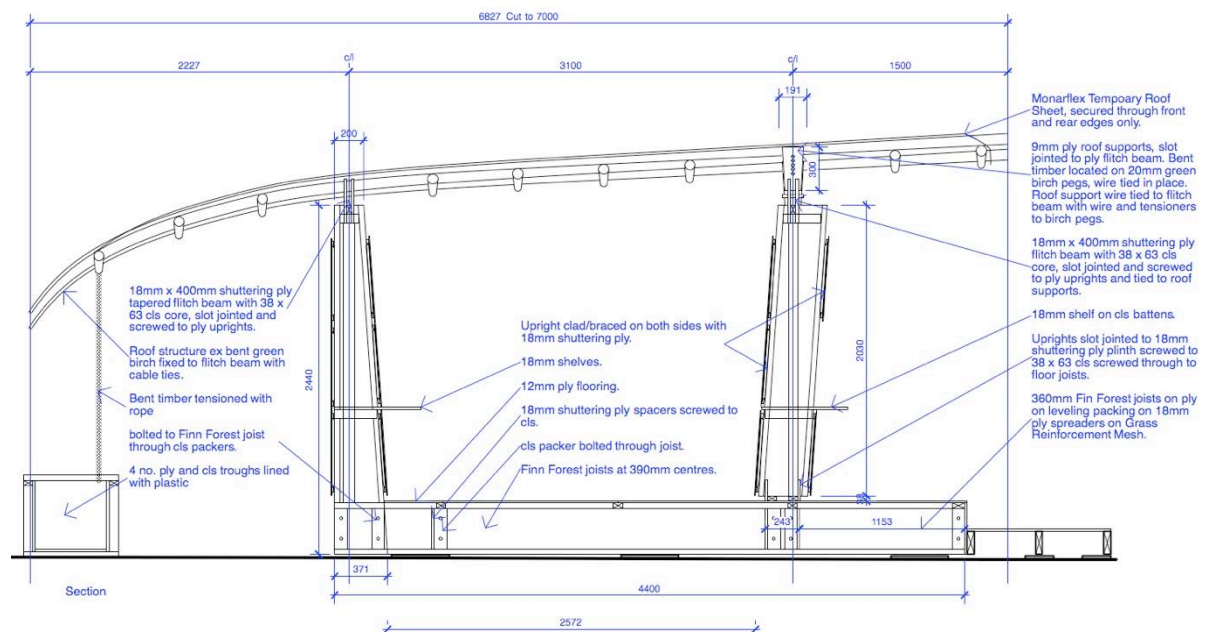 6827 Cut to 7000
2227
c/l
3100
c/l
1500
191
200
300
Monarflex Tempoary Roof
Sheet, secured through front
and rear edges only.
9mm ply roof supports, slot
jointed to ply flitch beam. Bent
timber located on 20mm green
birch pegs, wire tied in place.
Roof support wire tied to flitch
beam with wire and tensioners
to birch pegs.
18mm x 400mm shuttering ply
flitch beam with 38 x 63 cls
core, slot jointed and screwed
to ply uprights and tied to roof
supports.
18mm shelf on cls battens.
Uprights slot jointed to 18mm
shuttering ply plinth screwed to
38 x 63 cls screwed through to
floor joists.
360mm Fin Forest joists on ply
on leveling packing on 18mm
ply spreaders on Grass
Reinforcement Mesh.
18mm x 400mm shuttering ply
tapered flitch beam with 38 x
63 cls core, slot jointed and
screwed to ply uprights.
Roof structure ex bent green
birch fixed to flitch beam with
cable ties.
Bent timber tensioned with
rope
bolted to Finn Forest joist
through cls packers.
4 no. ply and cls troughs lined
with plastic
2440
Upright clad/braced on both sides with
18mm shuttering ply.
18mm shelves.
12mm ply flooring.
18mm shuttering ply spacers screwed to
cls.
cls packer bolted through joist.
Finn Forest joists at 390mm centres.
2030
243
1153
371
4400
2572
Section